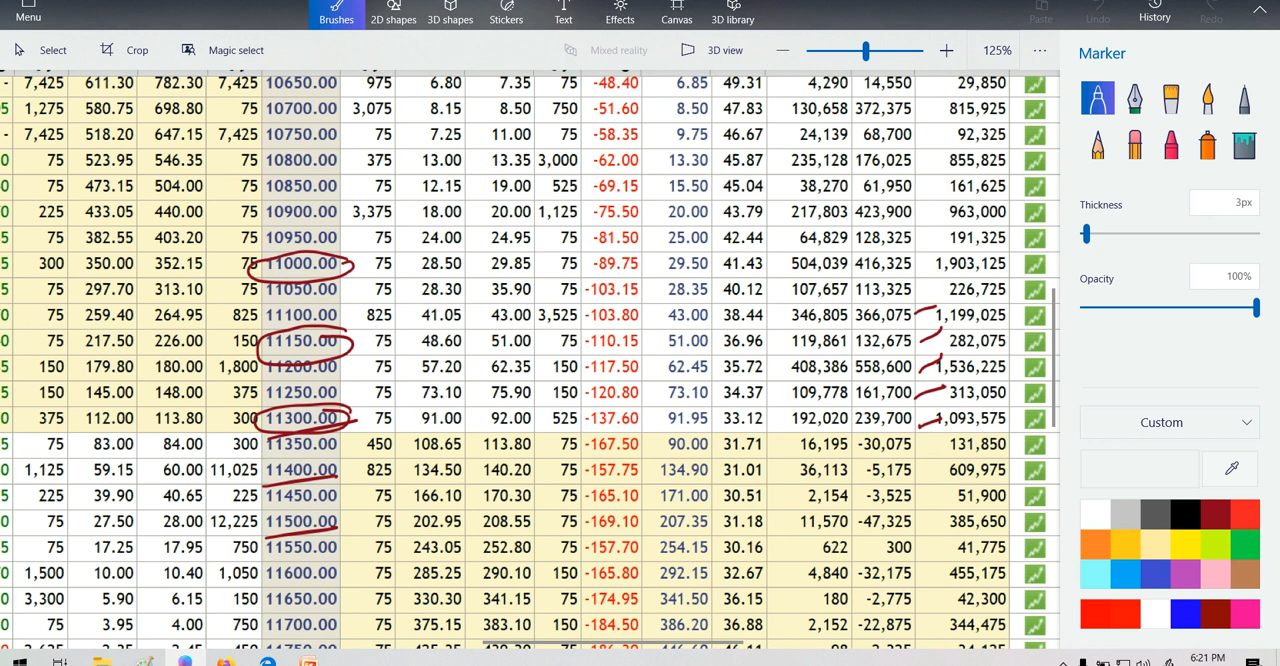 Menu Brushes 2D shapes 3D shapes Stickers Text Effects Canvas 3D library Paste Undo History Redo
Select Crop Magic select Mixed reality 3D view 125%
Marker
- 7,425 611.30 782.30 7,425 10650.00 975 6.80 7.35 75 -48.40 6.85 49.31 4,290 14,550 29,850
5 1,275 580.75 698.80 75 10700.00 3,075 8.15 8.50 750 -51.60 8.50 47.83 130,658 372,375 815,925
- 7,425 518.20 647.15 7,425 10750.00 75 7.25 11.00 75 -58.35 9.75 46.67 24,139 68,700 92,325
0 75 523.95 546.35 75 10800.00 375 13.00 13.35 3,000 -62.00 13.30 45.87 235,128 176,025 855,825
0 75 473.15 504.00 75 10850.00 75 12.15 19.00 525 -69.15 15.50 45.04 38,270 61,950 161,625
0 225 433.05 440.00 75 10900.00 3,375 18.00 20.00 1,125 -75.50 20.00 43.79 217,803 423,900 963,000
5 75 382.55 403.20 75 10950.00 75 24.00 24.95 75 -81.50 25.00 42.44 64,829 128,325 191,325
5 300 350.00 352.15 75 11000.00 75 28.50 29.85 75 -89.75 29.50 41.43 504,039 416,325 1,903,125
5 75 297.70 313.10 75 11050.00 75 28.30 35.90 75 -103.15 28.35 40.12 107,657 113,325 226,725
0 75 259.40 264.95 825 11100.00 825 41.05 43.00 3,525 -103.80 43.00 38.44 346,805 366,075 1,199,025
0 75 217.50 226.00 150 11150.00 75 48.60 51.00 75 -110.15 51.00 36.96 119,861 132,675 282,075
5 150 179.80 180.00 1,800 11200.00 75 57.20 62.35 150 -117.50 62.45 35.72 408,386 558,600 1,536,225
5 150 145.00 148.00 375 11250.00 75 73.10 75.90 150 -120.80 73.10 34.37 109,778 161,700 313,050
0 375 112.00 113.80 300 11300.00 75 91.00 92.00 525 -137.60 91.95 33.12 192,020 239,700 1,093,575
5 75 83.00 84.00 300 11350.00 450 108.65 113.80 75 -167.50 90.00 31.71 16,195 -30,075 131,850
0 1,125 59.15 60.00 11,025 11400.00 825 134.50 140.20 75 -157.75 134.90 31.01 36,113 -5,175 609,975
5 225 39.90 40.65 225 11450.00 75 166.10 170.30 75 -165.10 171.00 30.51 2,154 -3,525 51,900
0 75 27.50 28.00 12,225 11500.00 75 202.95 208.55 75 -169.10 207.35 31.18 11,570 -47,325 385,650
5 75 17.25 17.95 750 11550.00 75 243.05 252.80 75 -157.70 254.15 30.16 622 300 41,775
0 1,500 10.00 10.40 1,050 11600.00 75 285.25 290.10 150 -165.80 292.15 32.67 4,840 -32,175 455,175
0 3,300 5.90 6.15 150 11650.00 75 330.30 341.15 75 -174.95 341.50 36.15 180 -2,775 42,300
0 75 3.95 4.00 750 11700.00 75 375.15 383.10 150 -184.50 386.20 36.88 2,152 -22,875 344,475
Thickness 3px
Opacity 100%
Custom
6:21 PM